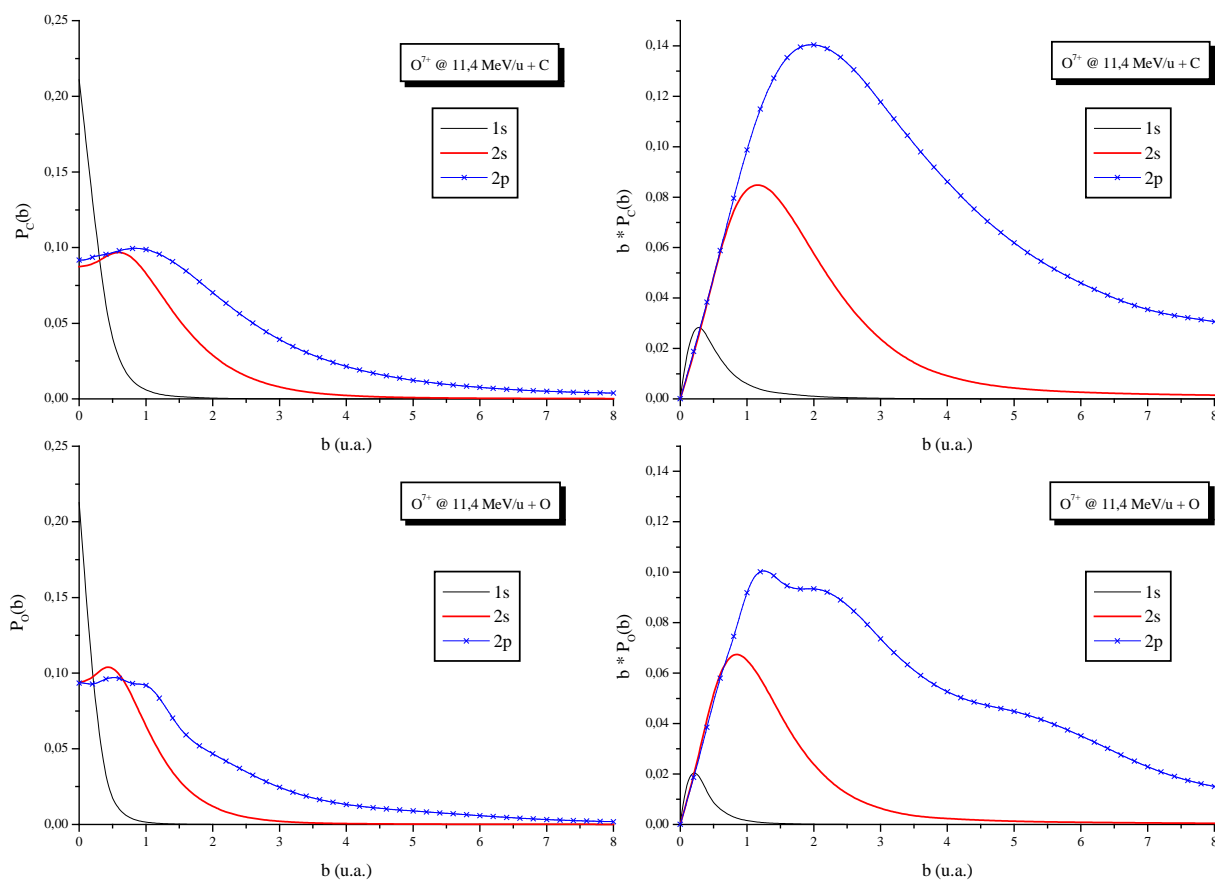 0,25
0,20
0,15
0,10
0,05
0,00
P_C(b)
O⁷⁺ @ 11,4 MeV/u + C
1s
2s
2p
0 1 2 3 4 5 6 7 8
b (u.a.)
0,14
0,12
0,10
0,08
0,06
0,04
0,02
0,00
b * P_C(b)
O⁷⁺ @ 11,4 MeV/u + C
1s
2s
2p
0 1 2 3 4 5 6 7 8
b (u.a.)
0,25
0,20
0,15
0,10
0,05
0,00
P_O(b)
O⁷⁺ @ 11,4 MeV/u + O
1s
2s
2p
0 1 2 3 4 5 6 7 8
b (u.a.)
0,14
0,12
0,10
0,08
0,06
0,04
0,02
0,00
b * P_O(b)
O⁷⁺ @ 11,4 MeV/u + O
1s
2s
2p
0 1 2 3 4 5 6 7 8
b (u.a.)